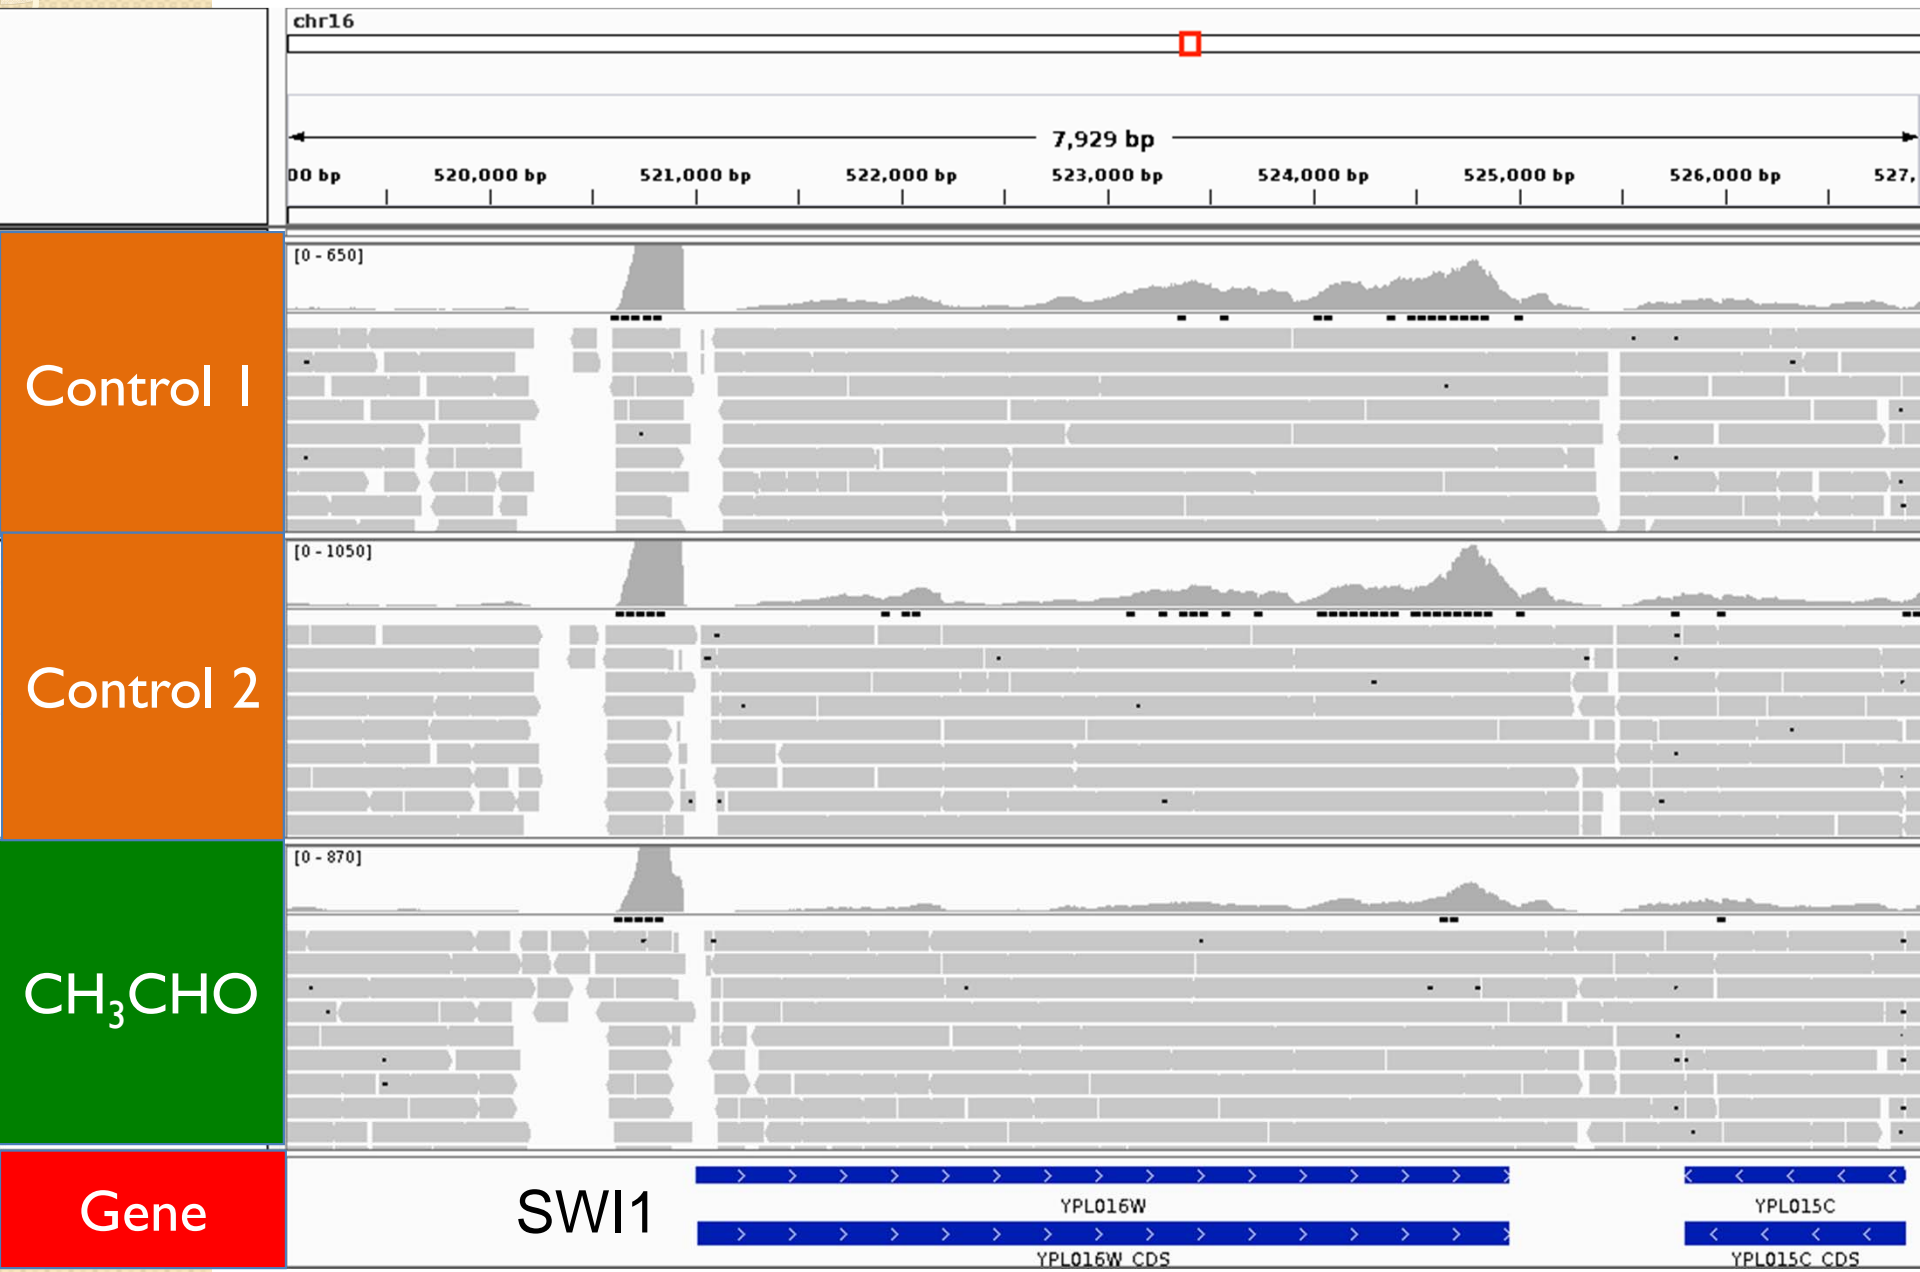 chr16
7,929 bp
00 bp 520,000 bp 521,000 bp 522,000 bp 523,000 bp 524,000 bp 525,000 bp 526,000 bp 527,
[0 - 650]
Control 1
[0 - 1050]
Control 2
[0 - 870]
CH₃CHO
Gene
SWI1
YPL016W YPL015C
YPL016W CDS YPL015C CDS